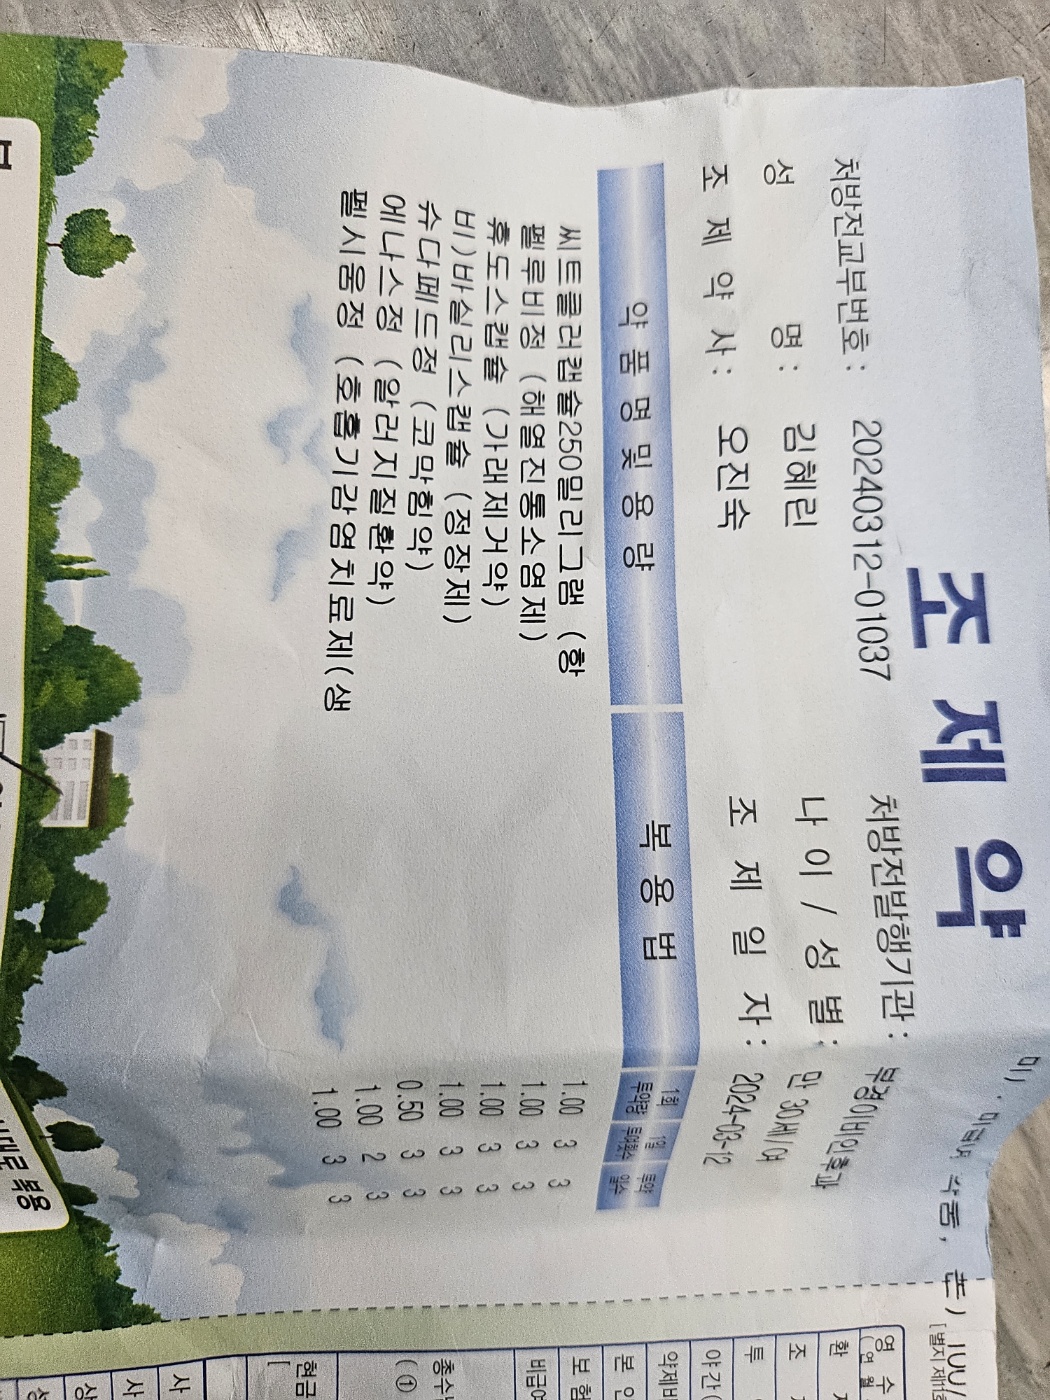 조 제 약
처방전교부번호 : 20240312-01037 처방전발행기관 : 부경이비인후과
성 명 : 김혜린 나 이 / 성 별 : 만 30세/여
조 제 약 사 : 오진숙 조 제 일 자 : 2024-03-12
약 품 명 및 용 량 복 용 법 1회 투약량 1일 투여횟수 투약 일수
씨트클러캡슐250밀리그램 (항 1.00 3 3
펠루비정 (해열진통소염제) 1.00 3 3
휴도스캡슐 (가래제거약) 1.00 3 3
비)바실리스캡슐 (정장제) 1.00 3 3
슈다페드정 (코막힘약) 0.50 3 3
에나스정 (알러지질환약) 1.00 2 3
펠시움정 (호흡기감염치료제(생 1.00 3 3
복용
영 수
(연 월
환
조
투
야간(
약제비
본 인
보 험
비급여
총수
(①
현금
[
사
사
상
상